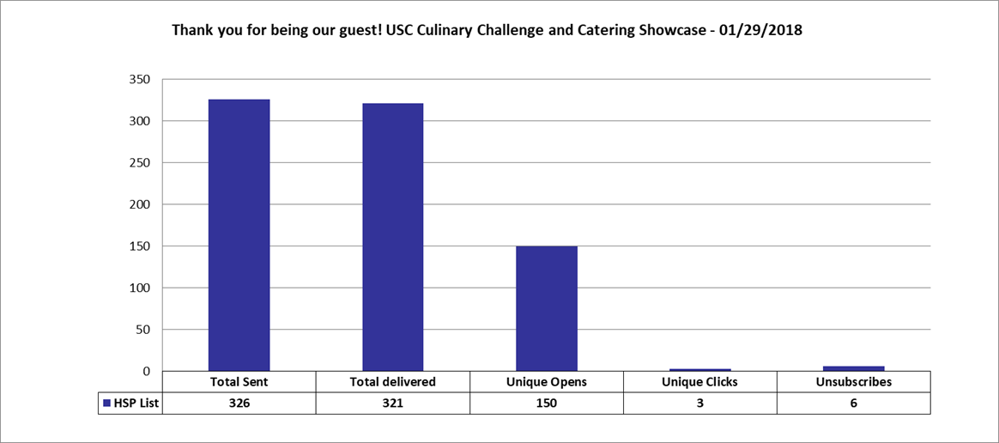 Thank you for being our guest! USC Culinary Challenge and Catering Showcase - 01/29/2018
350
300
250
200
150
100
50
0
Total Sent Total delivered Unique Opens Unique Clicks Unsubscribes
HSP List 326 321 150 3 6